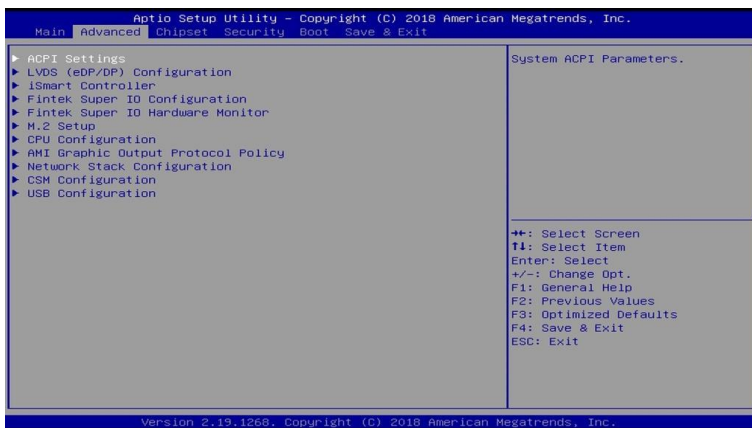 Aptio Setup Utility – Copyright (C) 2018 American Megatrends, Inc.
Main Advanced Chipset Security Boot Save & Exit
▶ ACPI Settings
▶ LVDS (eDP/DP) Configuration
▶ iSmart Controller
▶ Fintek Super IO Configuration
▶ Fintek Super IO Hardware Monitor
▶ M.2 Setup
▶ CPU Configuration
▶ AMI Graphic Output Protocol Policy
▶ Network Stack Configuration
▶ CSM Configuration
▶ USB Configuration
System ACPI Parameters.
→←: Select Screen
↑↓: Select Item
Enter: Select
+/-: Change Opt.
F1: General Help
F2: Previous Values
F3: Optimized Defaults
F4: Save & Exit
ESC: Exit
Version 2.19.1268. Copyright (C) 2018 American Megatrends, Inc.